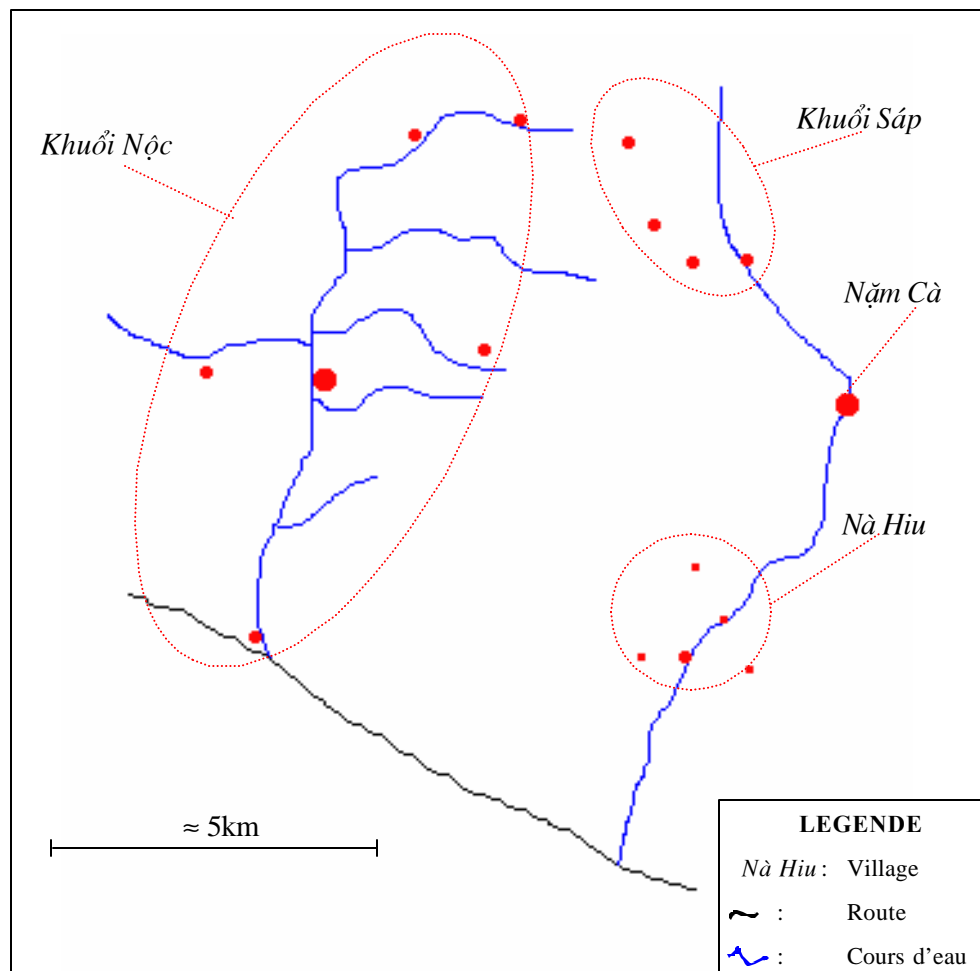 Khuổi Nộc
Khuổi Sáp
Nặm Cà
Nà Hiu
≈ 5km
LEGENDE
Nà Hiu : Village
: Route
: Cours d'eau